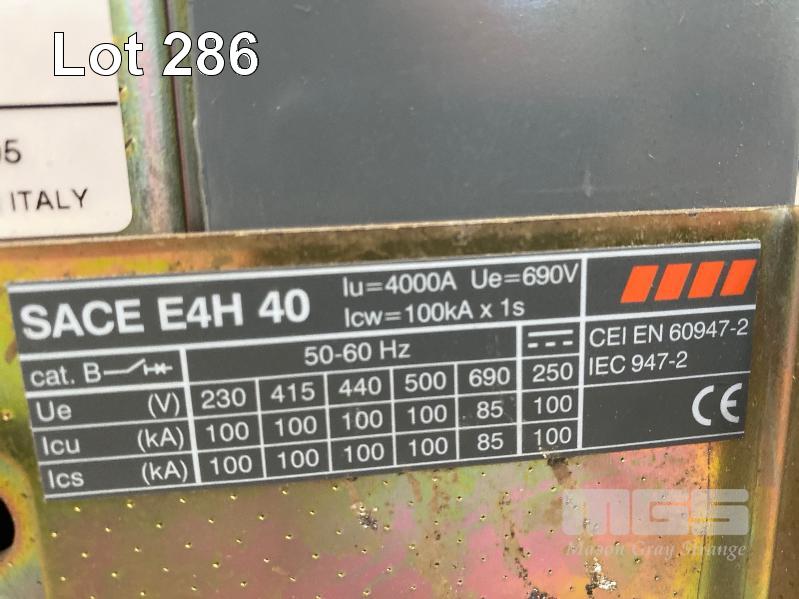 Lot 286
05
ITALY
SACE E4H 40
Iu=4000A Ue=690V
Icw=100kA x 1s
cat. B
50-60 Hz
CEI EN 60947-2
IEC 947-2
Ue (V) 230 415 440 500 690 250
Icu (kA) 100 100 100 100 85 100
Ics (kA) 100 100 100 100 85 100
CE
MGS
Mason Gray Strange